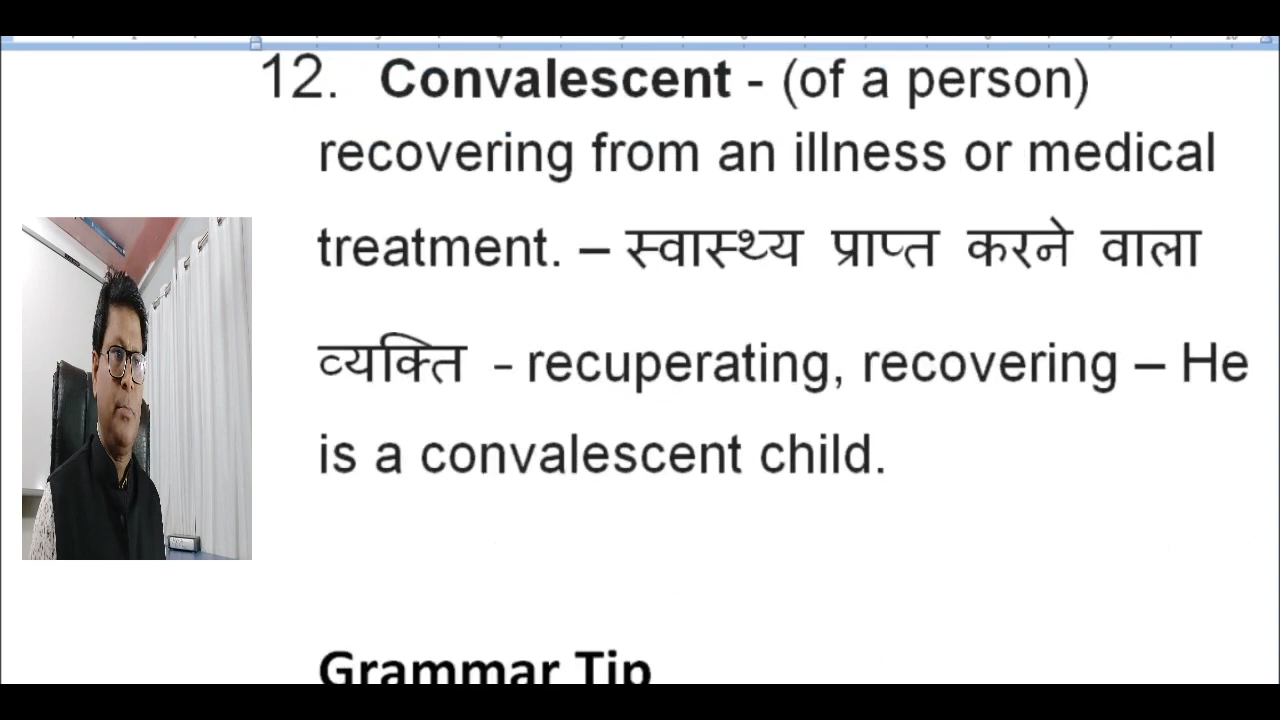 12. Convalescent - (of a person)
recovering from an illness or medical
treatment. – स्वास्थ्य प्राप्त करने वाला
व्यक्ति - recuperating, recovering – He
is a convalescent child.
Grammar Tip